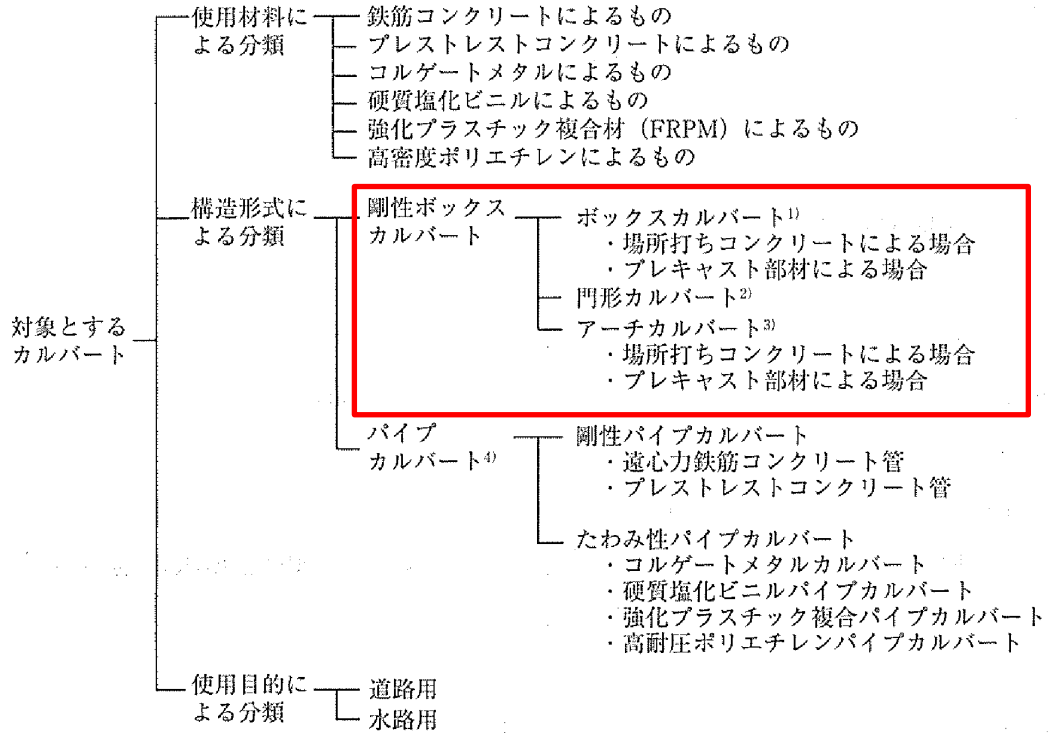 使用材料に
よる分類
鉄筋コンクリートによるもの
プレストレストコンクリートによるもの
コルゲートメタルによるもの
硬質塩化ビニルによるもの
強化プラスチック複合材（FRPM）によるもの
高密度ポリエチレンによるもの
構造形式に
よる分類
剛性ボックス
カルバート
ボックスカルバート1)
・場所打ちコンクリートによる場合
・プレキャスト部材による場合
門形カルバート2)
アーチカルバート3)
・場所打ちコンクリートによる場合
・プレキャスト部材による場合
対象とする
カルバート
パイプ
カルバート4)
剛性パイプカルバート
・遠心力鉄筋コンクリート管
・プレストレストコンクリート管
たわみ性パイプカルバート
・コルゲートメタルカルバート
・硬質塩化ビニルパイプカルバート
・強化プラスチック複合パイプカルバート
・高耐圧ポリエチレンパイプカルバート
使用目的に
よる分類
道路用
水路用